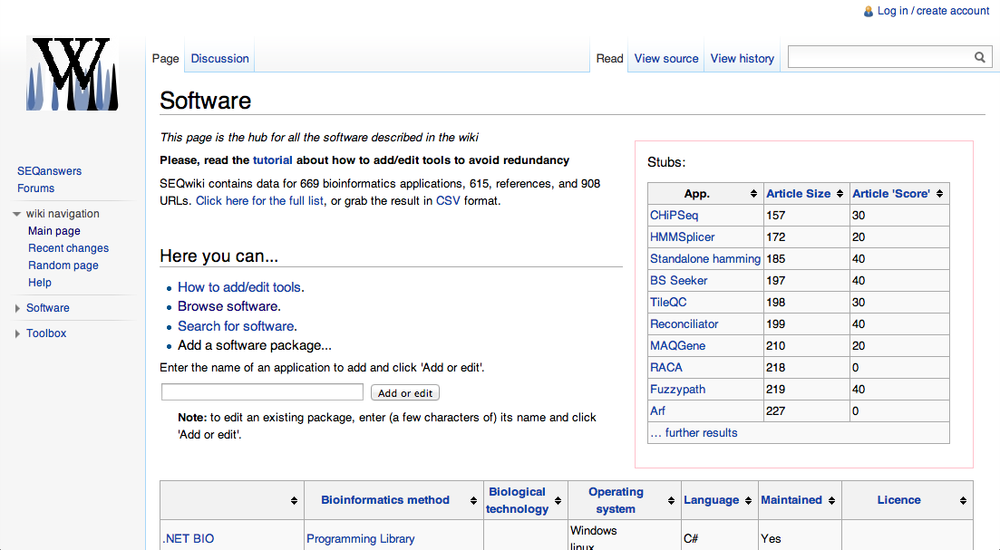 Log in / create account
W
Page Discussion Read View source View history
Software
This page is the hub for all the software described in the wiki
Please, read the tutorial about how to add/edit tools to avoid redundancy
SEQwiki contains data for 669 bioinformatics applications, 615, references, and 908
URLs. Click here for the full list, or grab the result in CSV format.
SEQanswers
Forums
wiki navigation
Main page
Recent changes
Random page
Help
Software
Toolbox
Here you can...
How to add/edit tools.
Browse software.
Search for software.
Add a software package...
Enter the name of an application to add and click 'Add or edit'.
Add or edit
Note: to edit an existing package, enter (a few characters of) its name and click
'Add or edit'.
Stubs:
App. Article Size Article 'Score'
CHiPSeq 157 30
HMMSplicer 172 20
Standalone hamming 185 40
BS Seeker 197 40
TileQC 198 30
Reconciliator 199 40
MAQGene 210 20
RACA 218 0
Fuzzypath 219 40
Arf 227 0
... further results
Bioinformatics method Biological technology Operating system Language Maintained Licence
.NET BIO Programming Library Windows C# Yes
linux